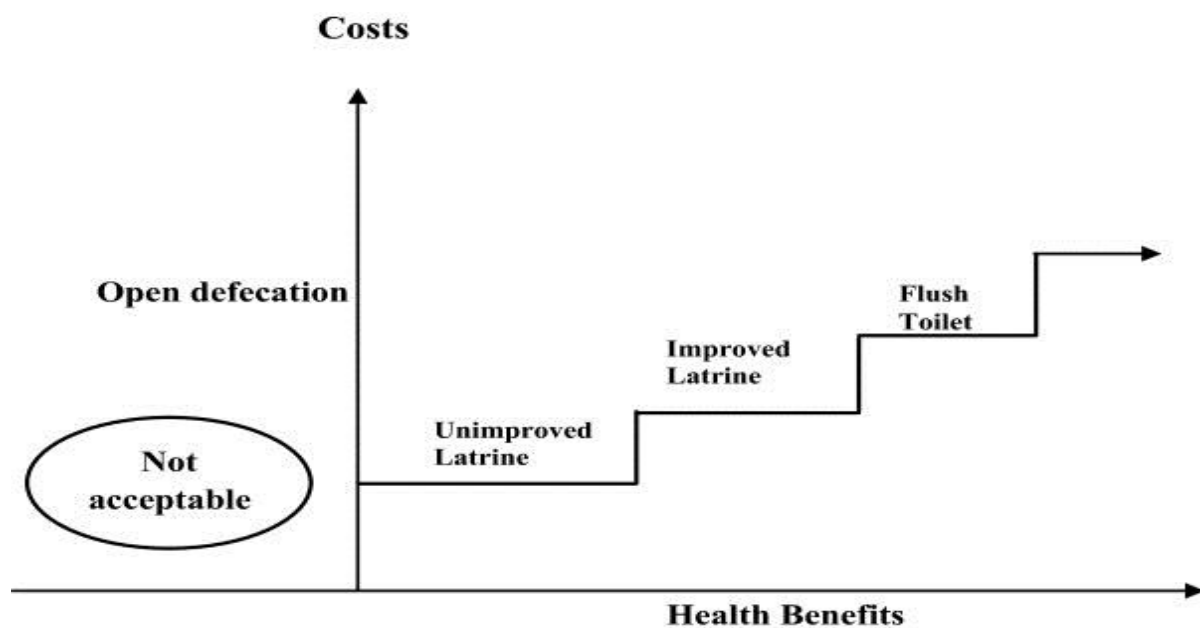 Costs
Open defecation
Flush
Toilet
Improved
Latrine
Unimproved
Latrine
Not
acceptable
Health Benefits